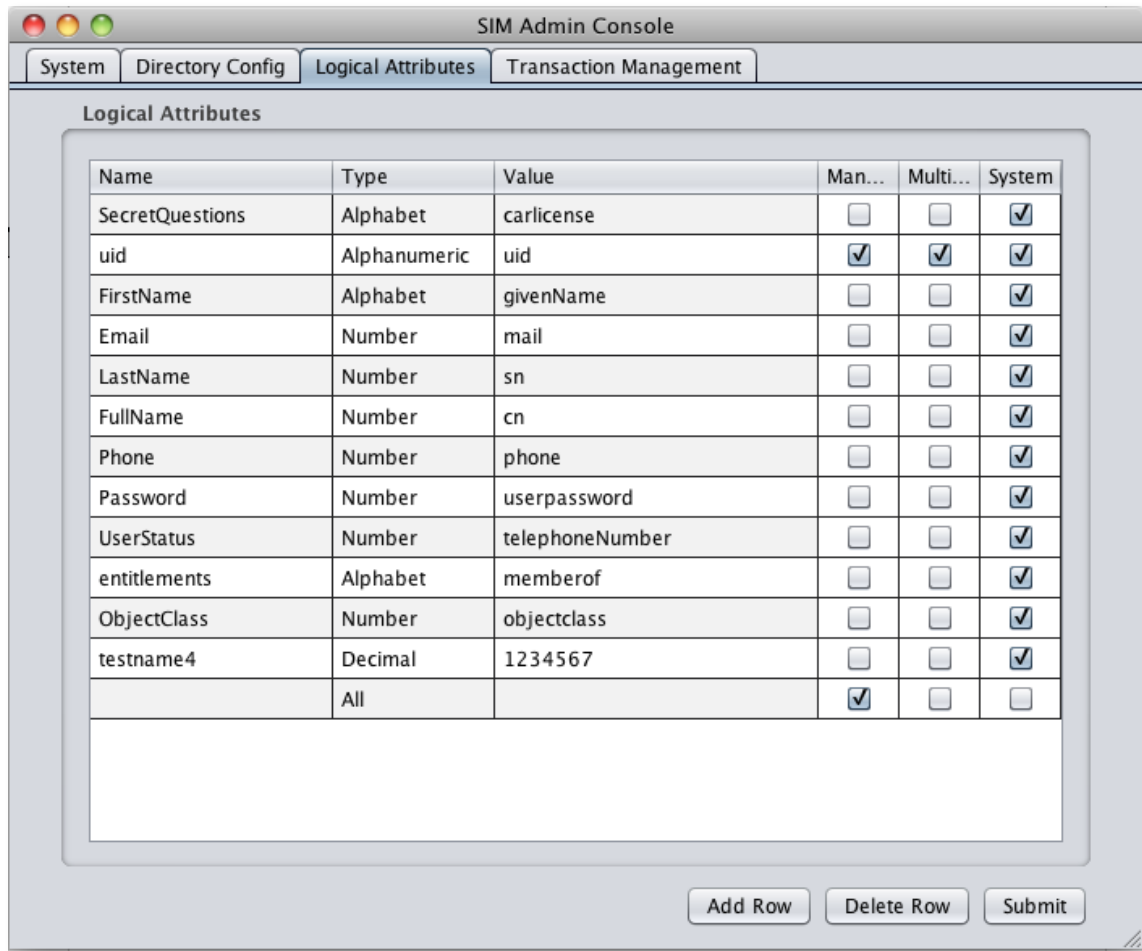 SIM Admin Console
System Directory Config Logical Attributes Transaction Management
Logical Attributes
Name Type Value Man... Multi... System
SecretQuestions Alphabet carlicense
uid Alphanumeric uid
FirstName Alphabet givenName
Email Number mail
LastName Number sn
FullName Number cn
Phone Number phone
Password Number userpassword
UserStatus Number telephoneNumber
entitlements Alphabet memberof
ObjectClass Number objectclass
testname4 Decimal 1234567
All
Add Row Delete Row Submit